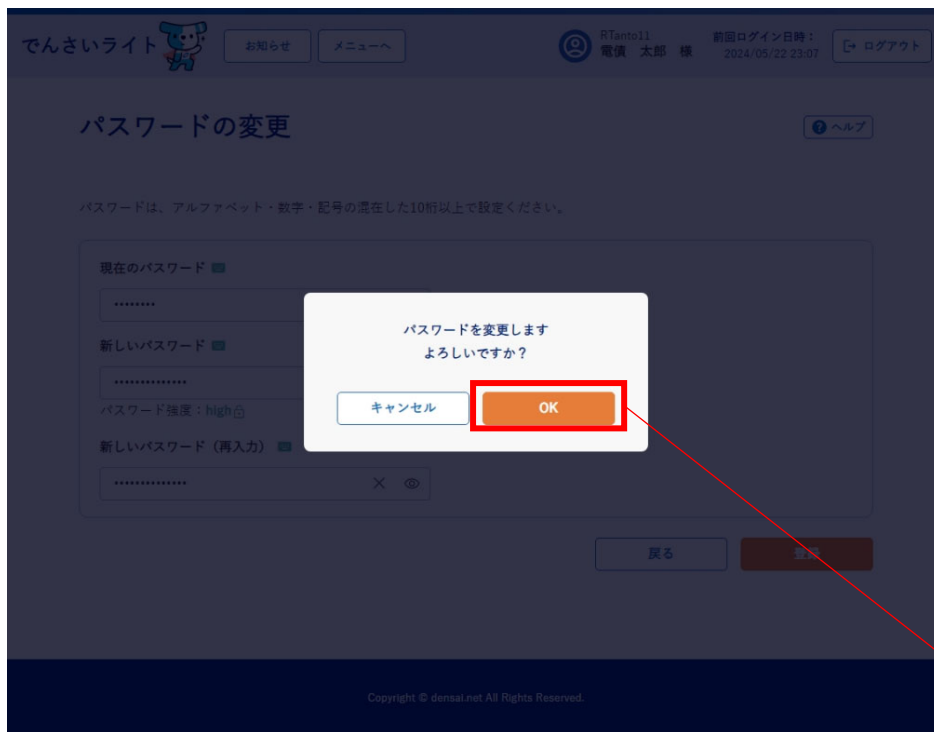 でんさいライト
お知らせ
メニューへ
RTanto11
電債 太郎 様
前回ログイン日時：
2024/05/22 23:07
ログアウト
パスワードの変更
ヘルプ
パスワードは、アルファベット・数字・記号の混在した10桁以上で設定ください。
現在のパスワード
••••••••
新しいパスワード
••••••••••••••
パスワード強度：high
新しいパスワード（再入力）
••••••••••••••
パスワードを変更します
よろしいですか？
キャンセル
OK
戻る
登録
Copyright © densai.net All Rights Reserved.